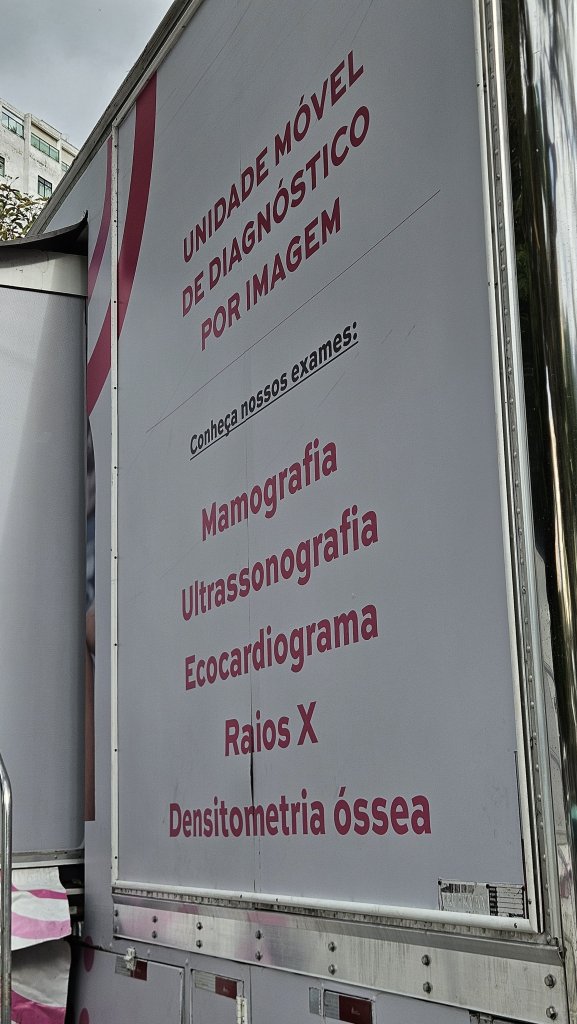 UNIDADE MÓVEL
DE DIAGNÓSTICO
POR IMAGEM
Conheça nossos exames:
Mamografia
Ultrassonografia
Ecocardiograma
Raios X
Densitometria óssea